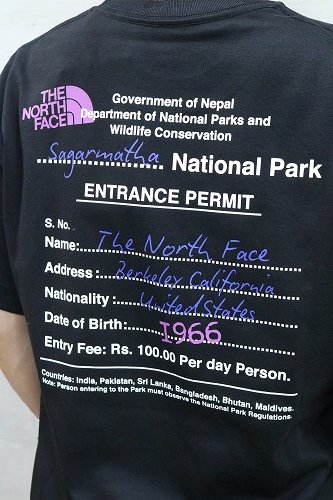 THE
NORTH
FACE
Government of Nepal
Department of National Parks and
Wildlife Conservation
Sagarmatha National Park
ENTRANCE PERMIT
S. No.
Name: The North Face
Address: Berkeley California
Nationality: United States
Date of Birth: 1966
Entry Fee: Rs. 100.00 Per day Person.
Countries: India, Pakistan, Sri Lanka, Bangladesh, Bhutan, Maldives.
Note: Person entering to the Park must observe the National Park Regulations.